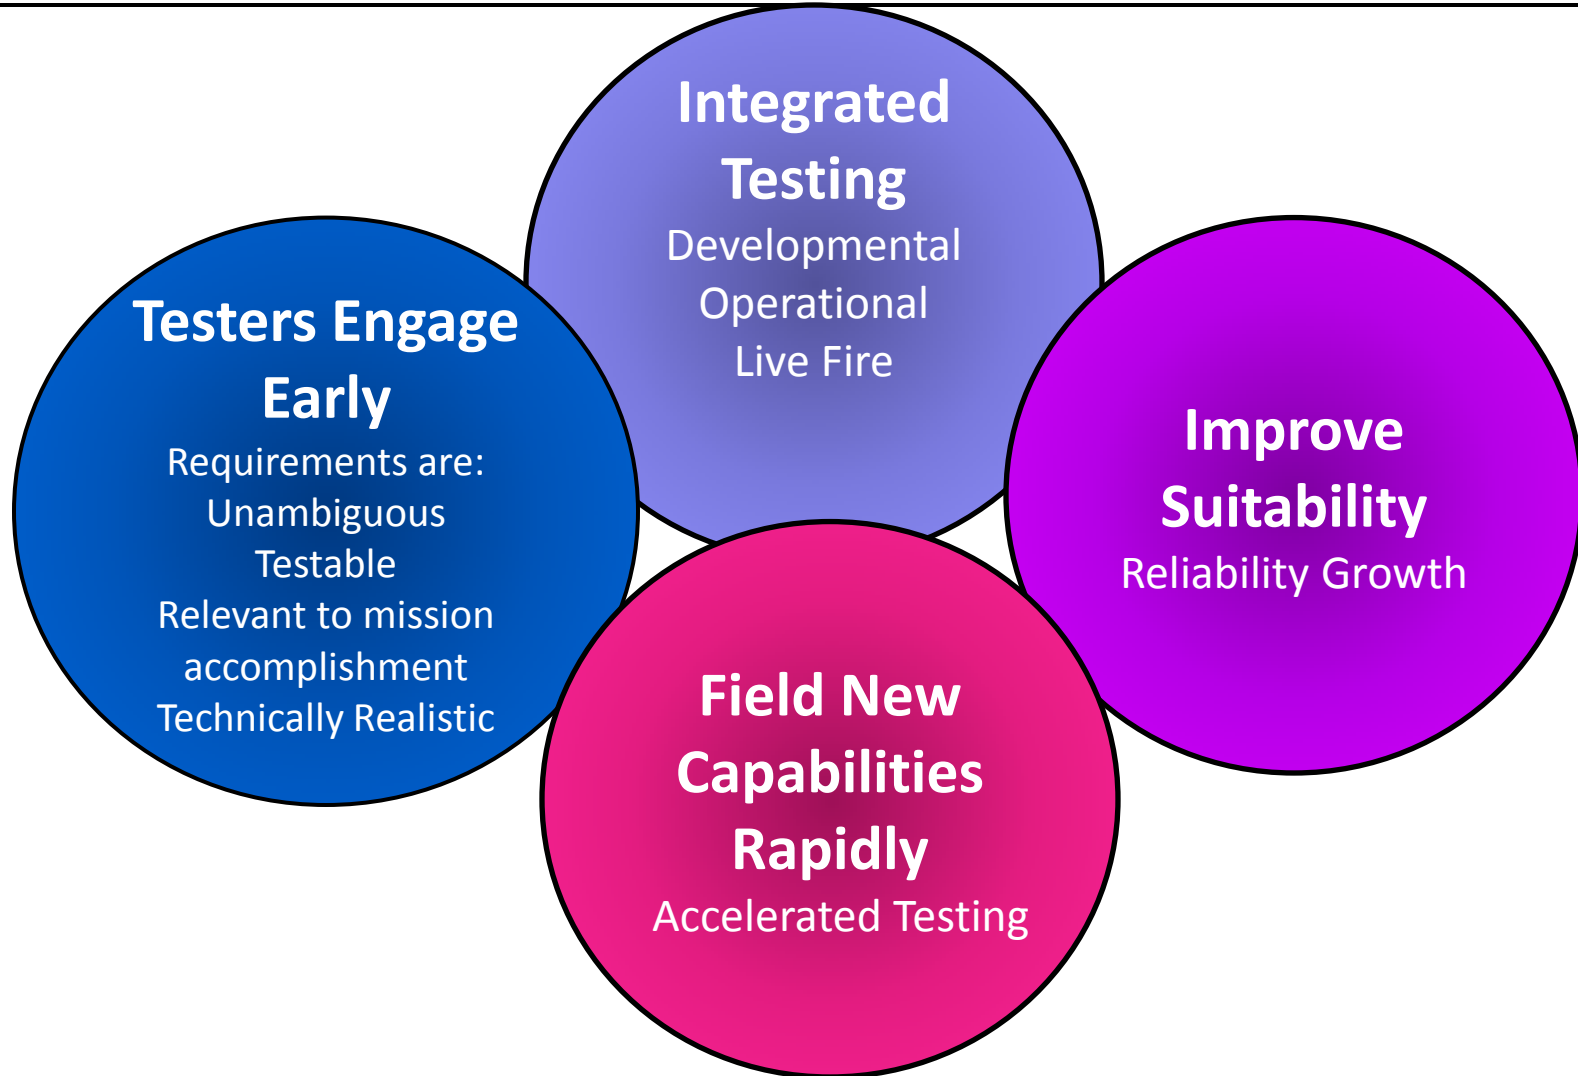 Integrated
Testing
Developmental
Operational
Live Fire
Testers Engage
Early
Requirements are:
Unambiguous
Testable
Relevant to mission
accomplishment
Technically Realistic
Improve
Suitability
Reliability Growth
Field New
Capabilities
Rapidly
Accelerated Testing